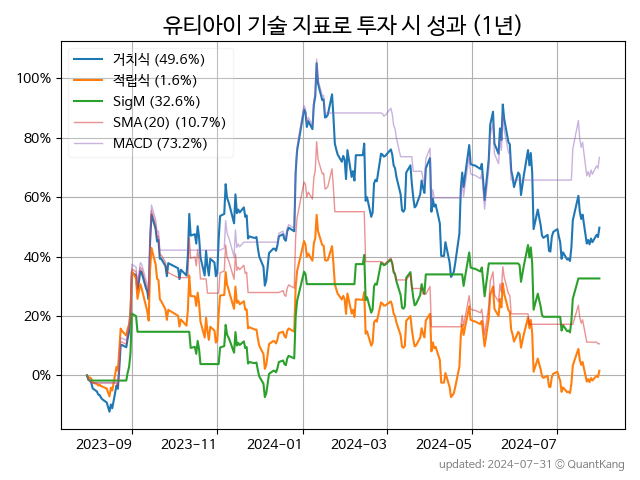 유티아이 기술 지표로 투자 시 성과 (1년)
거치식 (49.6%)
적립식 (1.6%)
SigM (32.6%)
SMA(20) (10.7%)
MACD (73.2%)
100%
80%
60%
40%
20%
0%
2023-09 2023-11 2024-01 2024-03 2024-05 2024-07
updated: 2024-07-31 © QuantKang